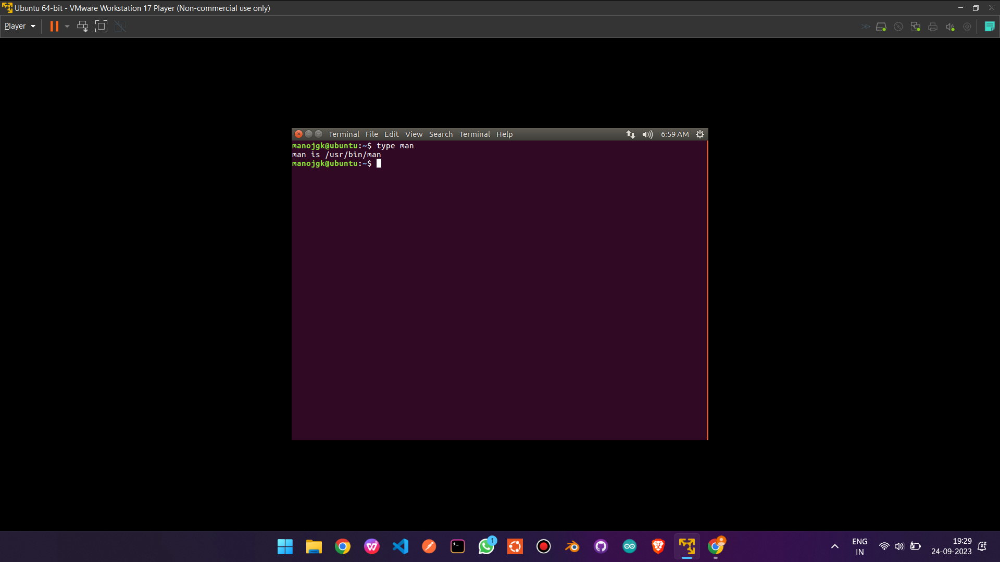 Ubuntu 64-bit - VMware Workstation 17 Player (Non-commercial use only)
Player
Terminal File Edit View Search Terminal Help 6:59 AM
manojgk@ubuntu:~$ type man
man is /usr/bin/man
manojgk@ubuntu:~$
1
ENG
IN
19:29
24-09-2023